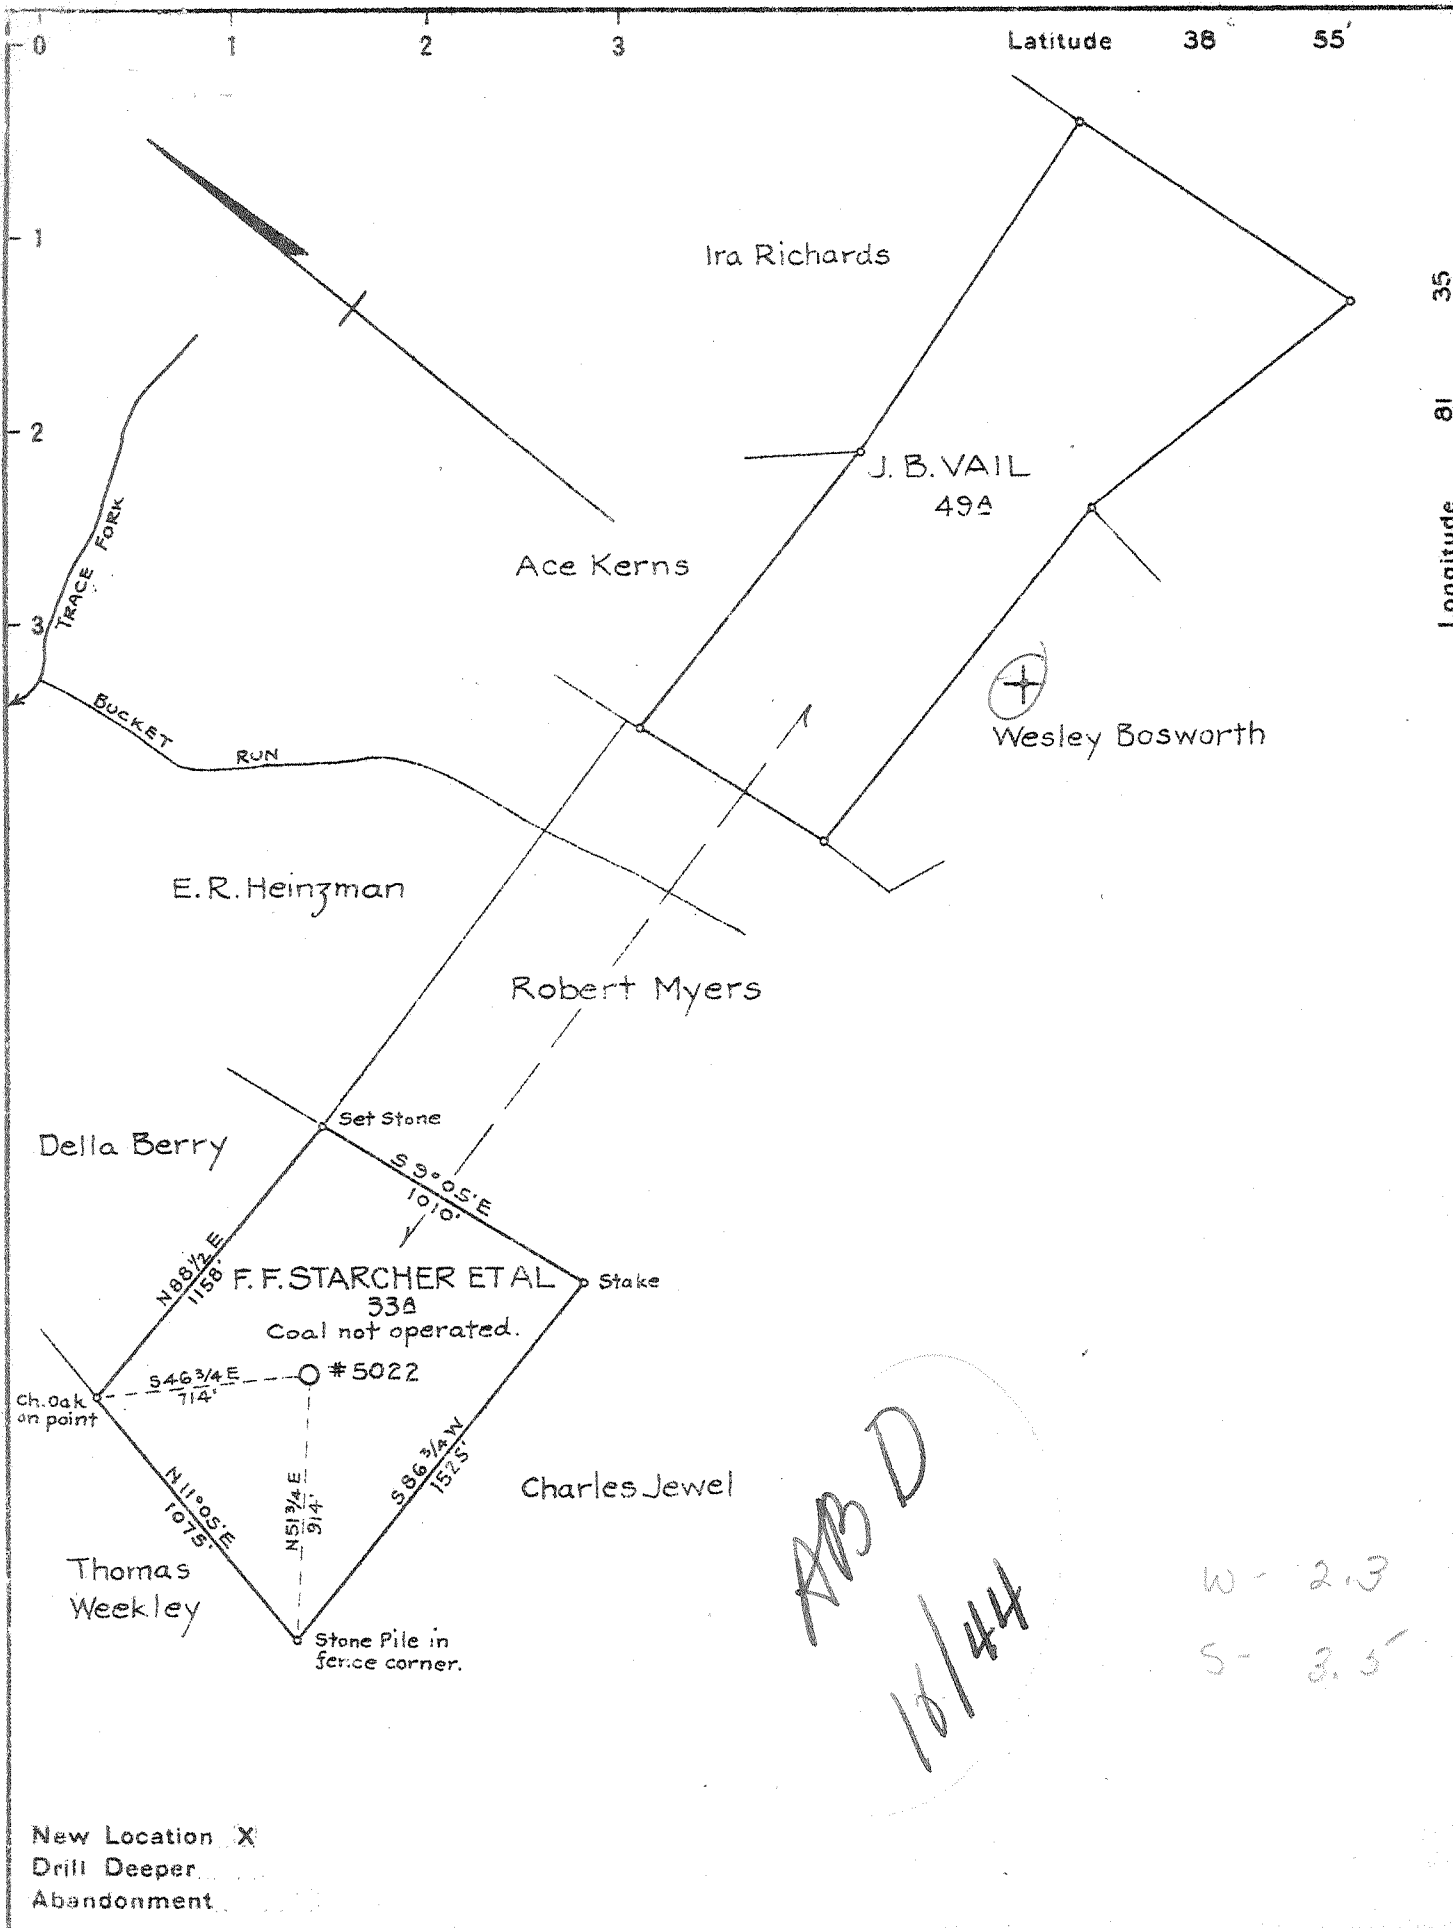 0 1 2 3 Latitude 38° 55'
1
2
3
Longitude 81 35
Ira Richards
J. B. VAIL
49A
TRACE FORK
Ace Kerns
BUCKET RUN
Wesley Bosworth
E. R. Heinzman
Robert Myers
Set Stone
Della Berry
S 9°05'E
1010'
N 88 1/2 E
1158'
F. F. STARCHER ET AL
33A
Coal not operated.
Stake
#5022
S46 3/4 E
714'
Ch. Oak
on point
N 11°05'E
1075'
N51 3/4 E
914'
S 86 3/4 W
1525'
Charles Jewel
Thomas
Weekley
Stone Pile in
fence corner.
ABD
W - 2.3
S - 3.5
New Location X
Drill Deeper
Abandonment